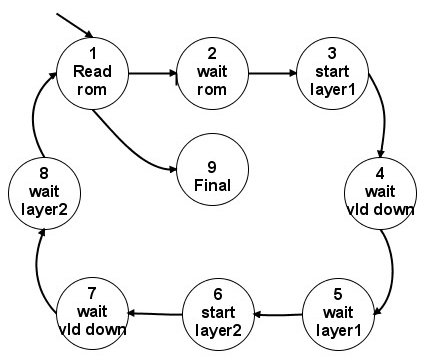 1
Read
rom
2
wait
rom
3
start
layer1
4
wait
vld down
5
wait
layer1
6
start
layer2
7
wait
vld down
8
wait
layer2
9
Final